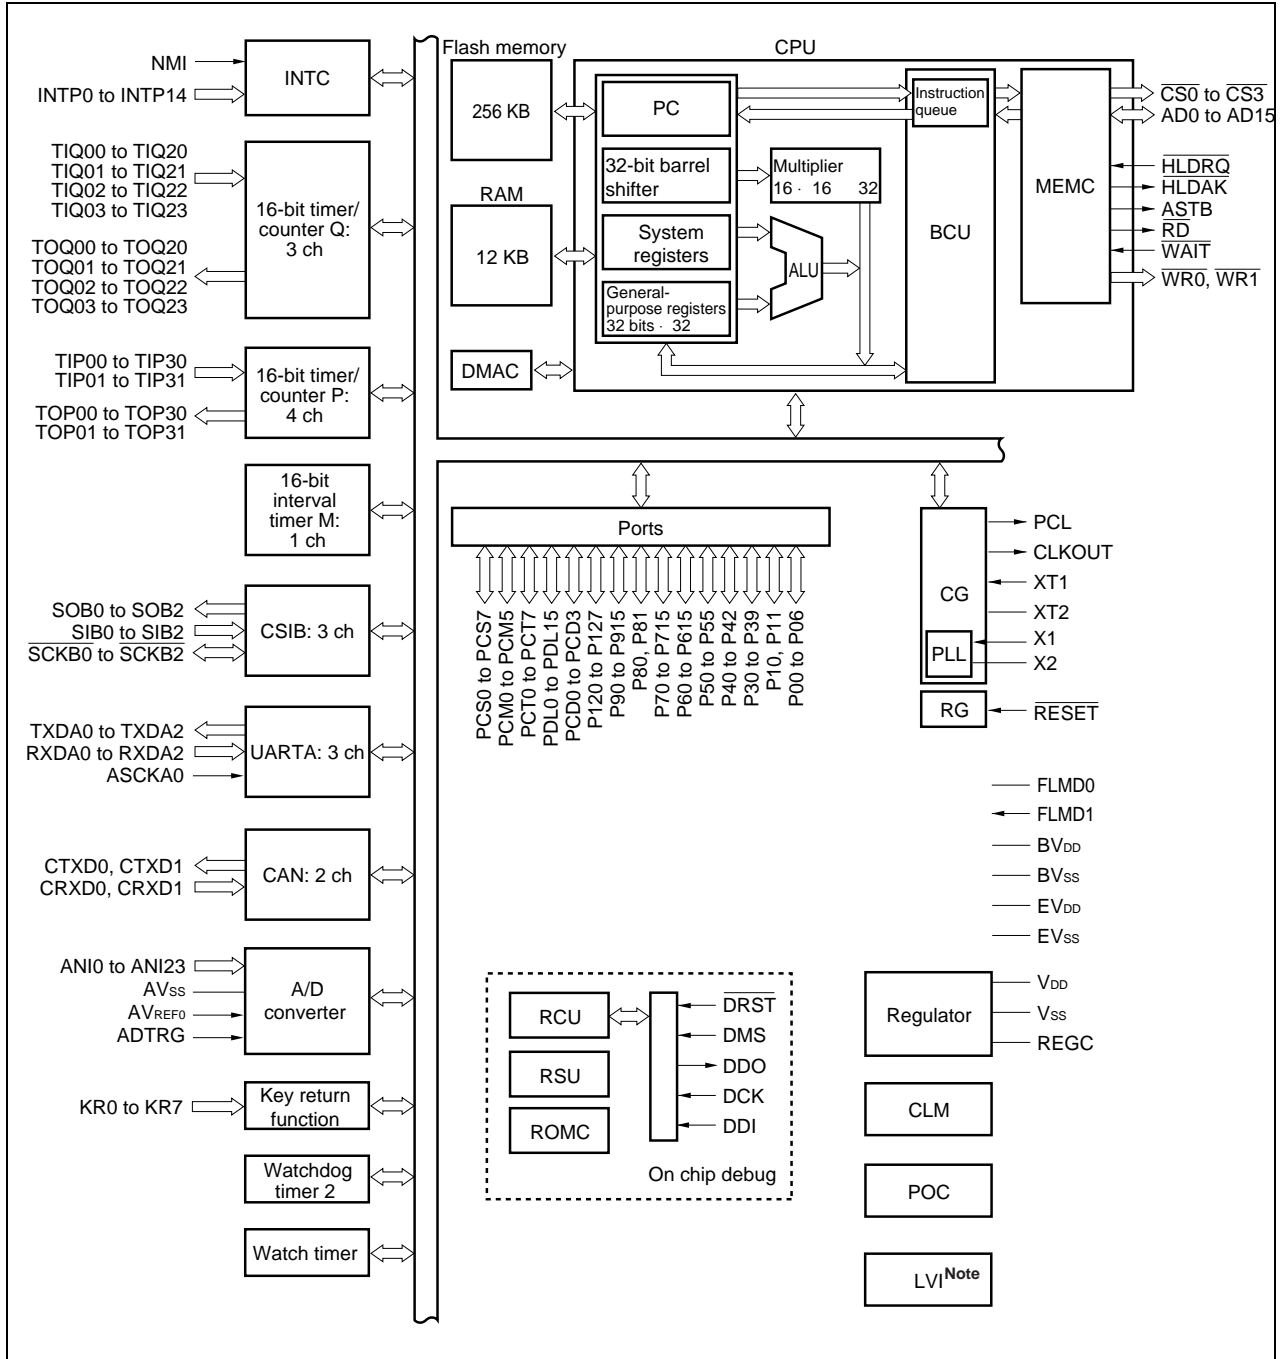 NMI
INTP0 to INTP14
INTC
TIQ00 to TIQ20
TIQ01 to TIQ21
TIQ02 to TIQ22
TIQ03 to TIQ23
TOQ00 to TOQ20
TOQ01 to TOQ21
TOQ02 to TOQ22
TOQ03 to TOQ23
16-bit timer/
counter Q:
3 ch
TIP00 to TIP30
TIP01 to TIP31
TOP00 to TOP30
TOP01 to TOP31
16-bit timer/
counter P:
4 ch
16-bit
interval
timer M:
1 ch
SOB0 to SOB2
SIB0 to SIB2
SCKB0 to SCKB2
CSIB: 3 ch
TXDA0 to TXDA2
RXDA0 to RXDA2
ASCKA0
UARTA: 3 ch
CTXD0, CTXD1
CRXD0, CRXD1
CAN: 2 ch
ANI0 to ANI23
AVSS
AVREF0
ADTRG
A/D
converter
KR0 to KR7
Key return
function
Watchdog
timer 2
Watch timer
Flash memory
256 KB
RAM
12 KB
DMAC
CPU
PC
32-bit barrel
shifter
System
registers
General-
purpose registers
32 bits · 32
Multiplier
16 · 16 32
ALU
Instruction
queue
BCU
MEMC
CS0 to CS3
AD0 to AD15
HLDRQ
HLDAK
ASTB
RD
WAIT
WR0, WR1
Ports
PCS0 to PCS7
PCM0 to PCM5
PCT0 to PCT7
PDL0 to PDL15
PCD0 to PCD3
P120 to P127
P90 to P915
P80, P81
P70 to P715
P60 to P615
P50 to P55
P40 to P42
P30 to P39
P10, P11
P00 to P06
CG
PLL
PCL
CLKOUT
XT1
XT2
X1
X2
RG
RESET
FLMD0
FLMD1
BVDD
BVSS
EVDD
EVSS
Regulator
VDD
VSS
REGC
RCU
RSU
ROMC
DRST
DMS
DDO
DCK
DDI
On chip debug
CLM
POC
LVINote